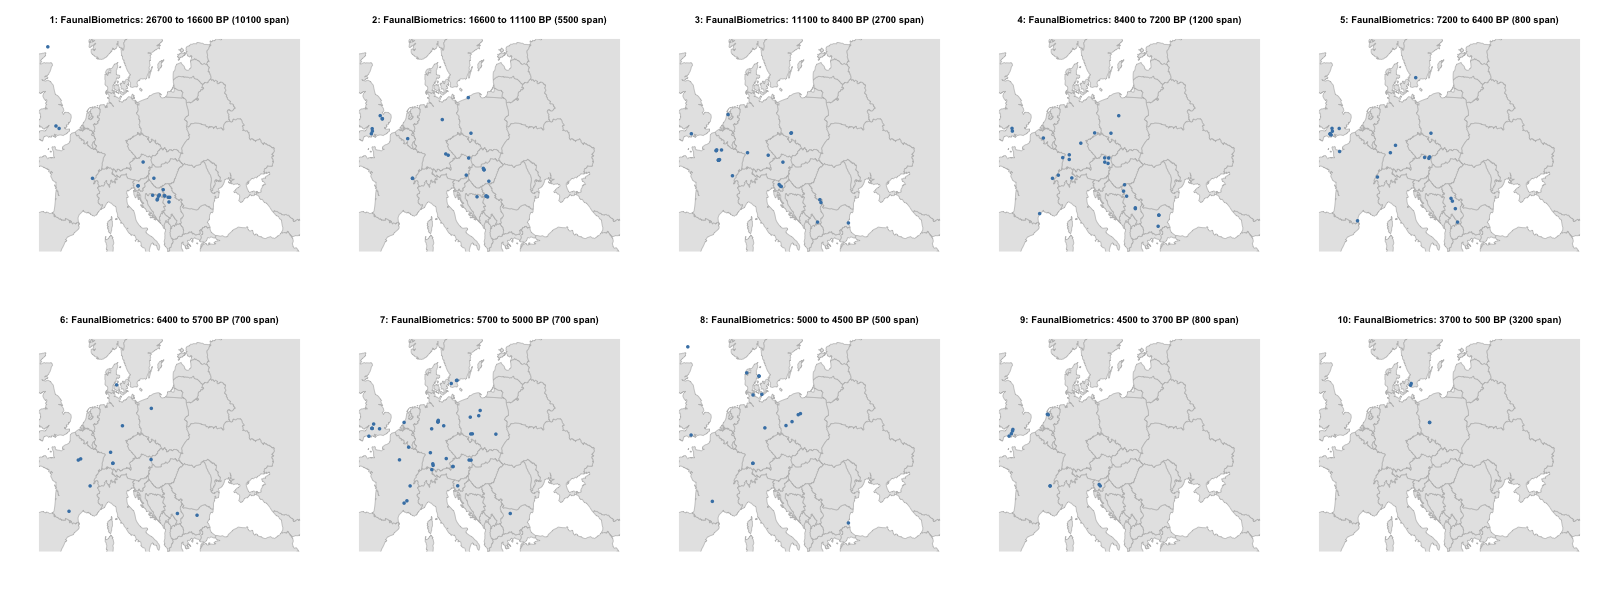 1: FaunalBiometrics: 26700 to 16600 BP (10100 span)
2: FaunalBiometrics: 16600 to 11100 BP (5500 span)
3: FaunalBiometrics: 11100 to 8400 BP (2700 span)
4: FaunalBiometrics: 8400 to 7200 BP (1200 span)
5: FaunalBiometrics: 7200 to 6400 BP (800 span)
6: FaunalBiometrics: 6400 to 5700 BP (700 span)
7: FaunalBiometrics: 5700 to 5000 BP (700 span)
8: FaunalBiometrics: 5000 to 4500 BP (500 span)
9: FaunalBiometrics: 4500 to 3700 BP (800 span)
10: FaunalBiometrics: 3700 to 500 BP (3200 span)